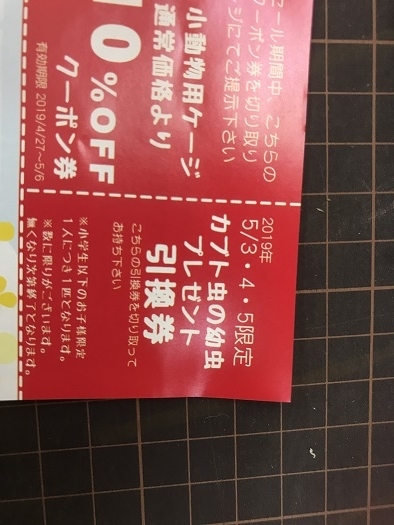 ール期間中、こちらの
ーポン券を切り取り
ジにてご提示下さい
小動物用ケージ
通常価格より
10%OFF
クーポン券
有効期限 2019/4/27~5/6
2019年
5/3・4・5限定
カブト虫の幼虫
プレゼント
引換券
こちらの引換券を切り取って
お持ち下さい
※小学生以下のお子様限定
1人につき1匹となります。
※数に限りがございます。
無くなり次第終了となります。